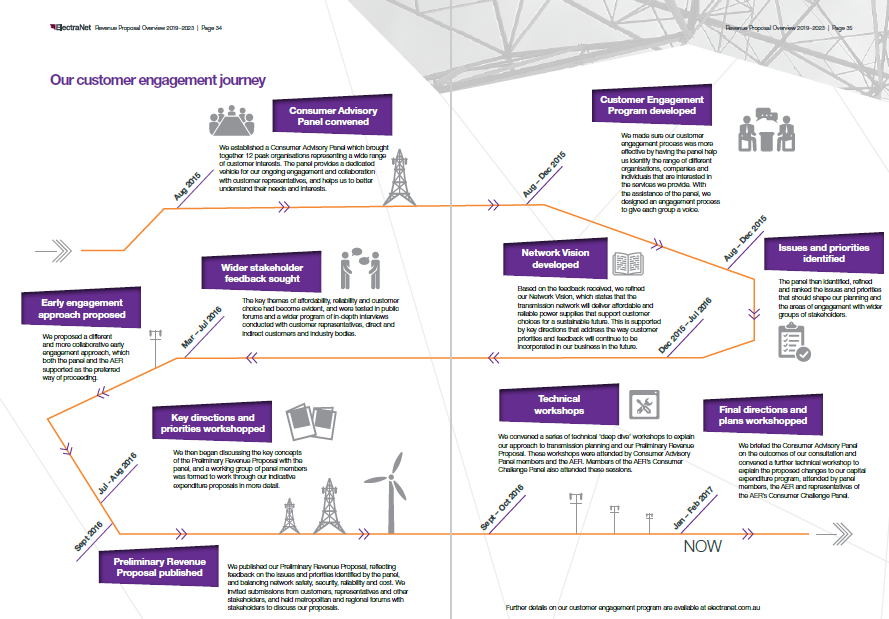 ElectraNet Revenue Proposal Overview 2019–2023 | Page 34
Revenue Proposal Overview 2019–2023 | Page 35
Our customer engagement journey
Consumer Advisory
Panel convened
We established a Consumer Advisory Panel which brought
together 12 peak organisations representing a wide range
of customer interests. The panel provides a dedicated
vehicle for our ongoing engagement and collaboration
with customer representatives, and helps us to better
understand their needs and interests.
Aug 2015
Customer Engagement
Program developed
We made sure our customer
engagement process was more
effective by having the panel help
us identify the range of different
organisations, companies and
individuals that are interested in
the services we provide. With
the assistance of the panel, we
designed an engagement process
to give each group a voice.
Aug – Dec 2015
Issues and priorities
identified
The panel then identified, refined
and ranked the issues and priorities
that should shape our planning and
the areas of engagement with wider
groups of stakeholders.
Aug – Dec 2015
Network Vision
developed
Based on the feedback received, we refined
our Network Vision, which states that the
transmission network will deliver affordable and
reliable power supplies that support customer
choices for a sustainable future. This is supported
by key directions that address the way customer
priorities and feedback will continue to be
incorporated in our business in the future.
Dec 2015 – Jul 2016
Wider stakeholder
feedback sought
The key themes of affordability, reliability and customer
choice had become evident, and were tested in public
forums and a wider program of in-depth interviews
conducted with customer representatives, direct and
indirect customers and industry bodies.
Mar – Jul 2016
Early engagement
approach proposed
We proposed a different
and more collaborative early
engagement approach, which
both the panel and the AER
supported as the preferred
way of proceeding.
Key directions and
priorities workshopped
We then began discussing the key concepts
of the Preliminary Revenue Proposal with the
panel, and a working group of panel members
was formed to work through our indicative
expenditure proposals in more detail.
Jul - Aug 2016
Sept 2016
Preliminary Revenue
Proposal published
We published our Preliminary Revenue Proposal, reflecting
feedback on the issues and priorities identified by the panel,
and balancing network safety, security, reliability and cost. We
invited submissions from customers, representatives and other
stakeholders, and held metropolitan and regional forums with
stakeholders to discuss our proposals.
Technical
workshops
We convened a series of technical 'deep dive' workshops to explain
our approach to transmission planning and our Preliminary Revenue
Proposal. These workshops were attended by Consumer Advisory
Panel members and the AER. Members of the AER's Consumer
Challenge Panel also attended these sessions.
Sept – Oct 2016
Final directions and
plans workshopped
We briefed the Consumer Advisory Panel
on the outcomes of our consultation and
convened a further technical workshop to
explain the proposed changes to our capital
expenditure program, attended by panel
members, the AER and representatives of
the AER's Consumer Challenge Panel.
Jan – Feb 2017
NOW
Further details on our customer engagement program are available at electranet.com.au